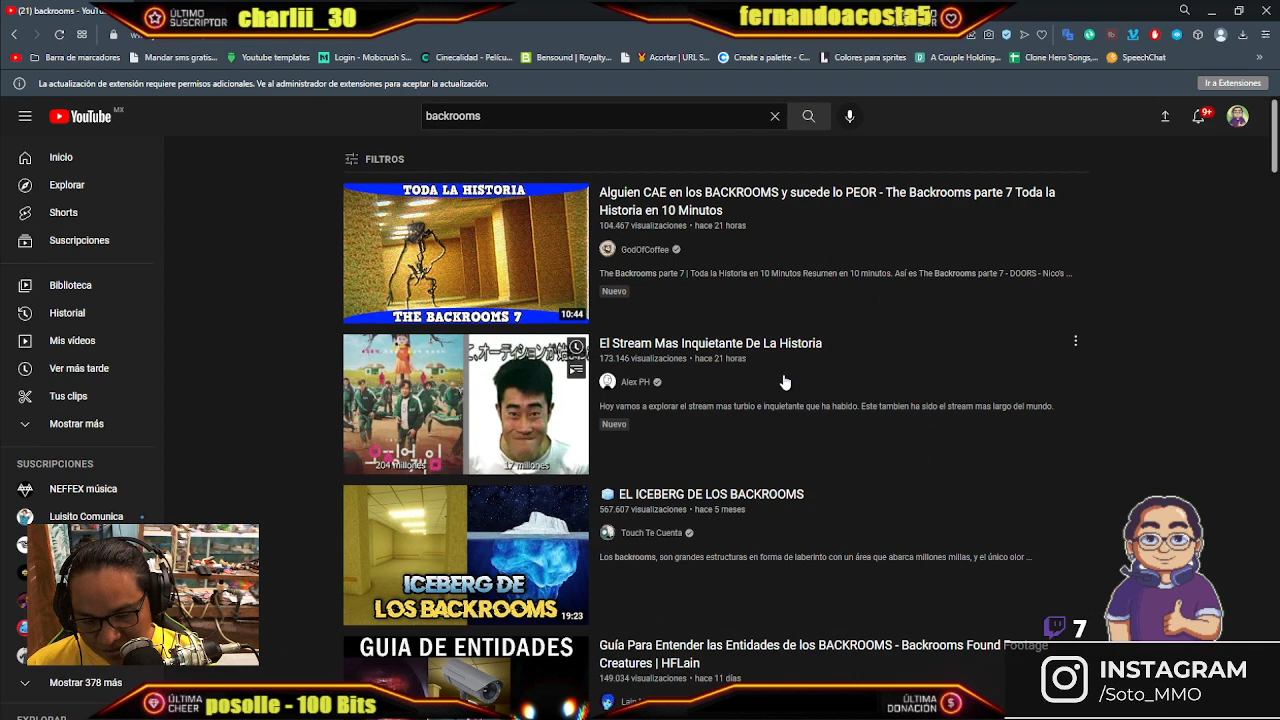 ÚLTIMO
SUSCRIPTOR
charlii_30
fernandoacosta5
(21) backrooms - YouTu
Barra de marcadores
Mandar sms gratis...
Youtube templates
Login - Mobcrush S...
Cinecalidad - Pelícu...
Bensound | Royalty...
Acortar | URL S...
Create a palette - C...
Colores para sprites
A Couple Holding...
Clone Hero Songs,...
SpeechChat
La actualización de extensión requiere permisos adicionales. Ve al administrador de extensiones para aceptar la actualización.
Ir a Extensiones
YouTube MX
backrooms
9+
Inicio
Explorar
Shorts
Suscripciones
Biblioteca
Historial
Mis vídeos
Ver más tarde
Tus clips
Mostrar más
SUSCRIPCIONES
NEFFEX música
Luisito Comunica
Mostrar 378 más
EXPLORAR
FILTROS
TODA LA HISTORIA
THE BACKROOMS 7
10:44
Alguien CAE en los BACKROOMS y sucede lo PEOR - The Backrooms parte 7 Toda la
Historia en 10 Minutos
104.467 visualizaciones • hace 21 horas
GodOfCoffee
The Backrooms parte 7 | Toda la Historia en 10 Minutos Resumen en 10 minutos. Así es The Backrooms parte 7 - DOORS - Nico's ...
Nuevo
204 millones
17 millones
El Stream Mas Inquietante De La Historia
173.146 visualizaciones • hace 21 horas
Alex PH
Hoy vamos a explorar el stream mas turbio e inquietante que ha habido. Este tambien ha sido el stream mas largo del mundo.
Nuevo
ICEBERG DE
LOS BACKROOMS
19:23
EL ICEBERG DE LOS BACKROOMS
567.607 visualizaciones • hace 5 meses
Touch Te Cuenta
Los backrooms, son grandes estructuras en forma de laberinto con un área que abarca millones millas, y el único olor ...
GUIA DE ENTIDADES
Guía Para Entender las Entidades de los BACKROOMS - Backrooms Found Footage
Creatures | HFLain
149.034 visualizaciones • hace 11 días
7
INSTAGRAM
/Soto_MMO
ÚLTIMA
CHEER
posolle - 100 Bits
ÚLTIMA
DONACIÓN